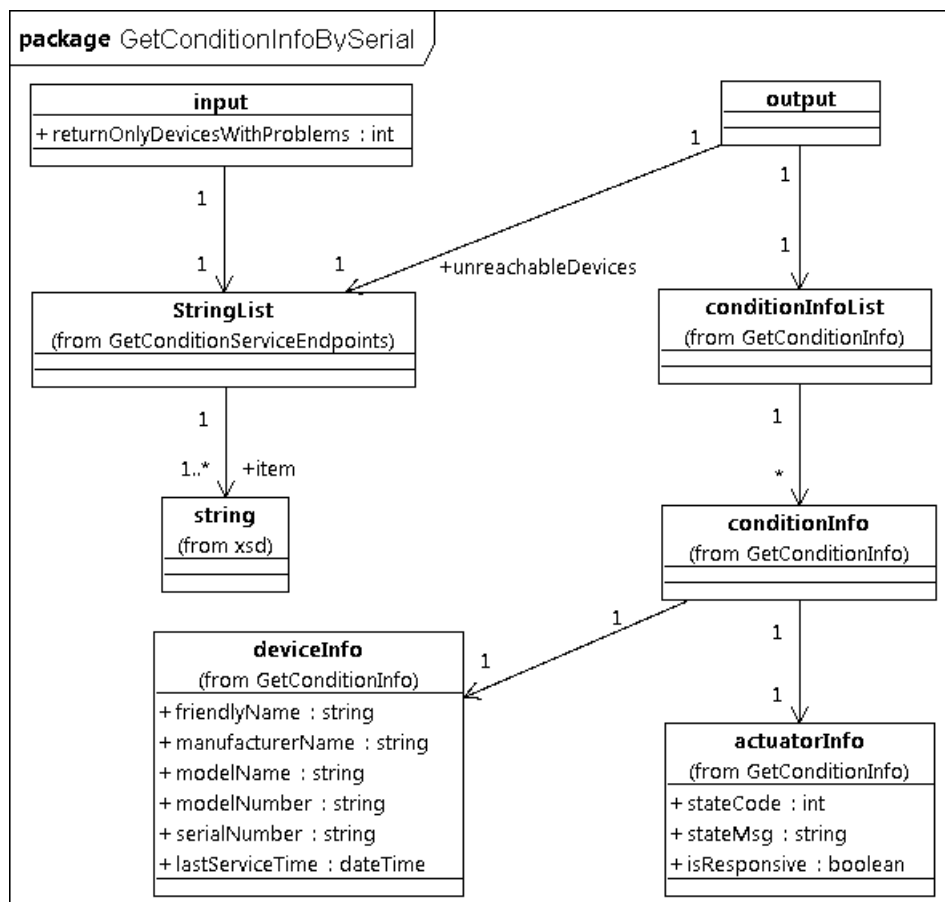 package GetConditionInfoBySerial
input
+ returnOnlyDevicesWithProblems : int
output
1
1
1
1
1
1
+unreachableDevices
StringList
(from GetConditionServiceEndpoints)
conditionInfoList
(from GetConditionInfo)
1
1
1..*
+item
*
string
(from xsd)
conditionInfo
(from GetConditionInfo)
1
1
1
1
deviceInfo
(from GetConditionInfo)
+ friendlyName : string
+ manufacturerName : string
+ modelName : string
+ modelNumber : string
+ serialNumber : string
+ lastServiceTime : dateTime
actuatorInfo
(from GetConditionInfo)
+ stateCode : int
+ stateMsg : string
+ isResponsive : boolean